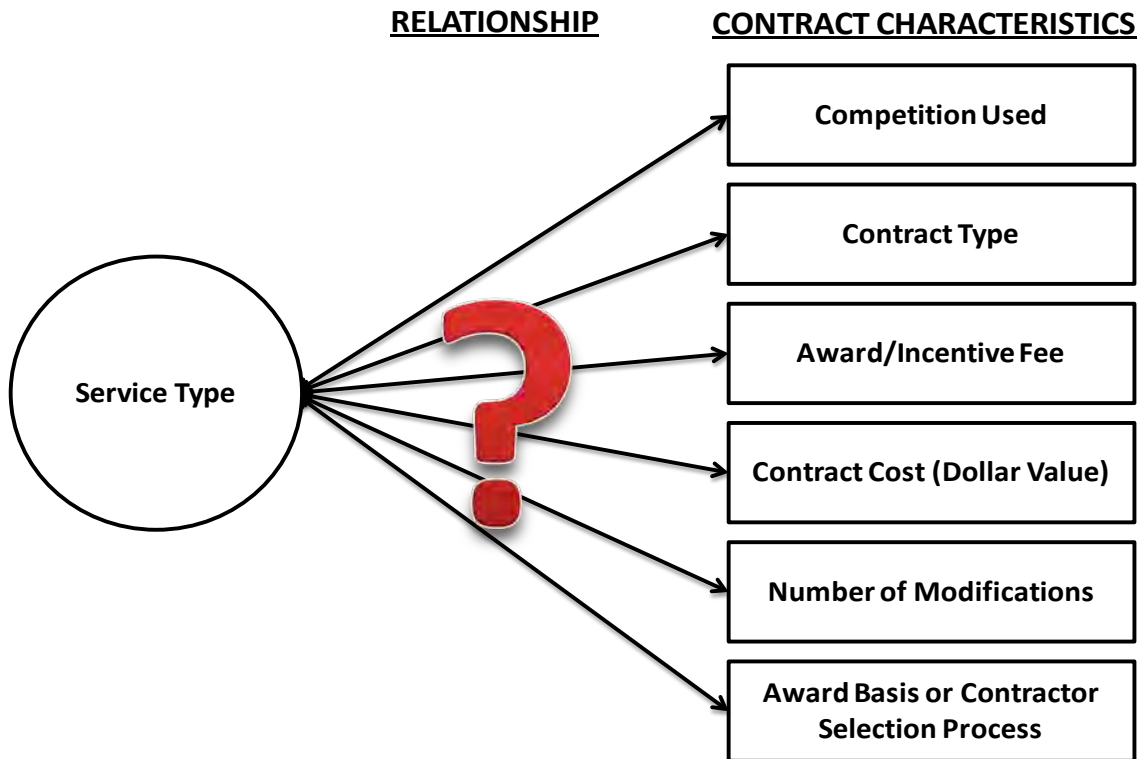 RELATIONSHIP
CONTRACT CHARACTERISTICS
Competition Used
Contract Type
Award/Incentive Fee
Service Type
?
Contract Cost (Dollar Value)
Number of Modifications
Award Basis or Contractor
Selection Process